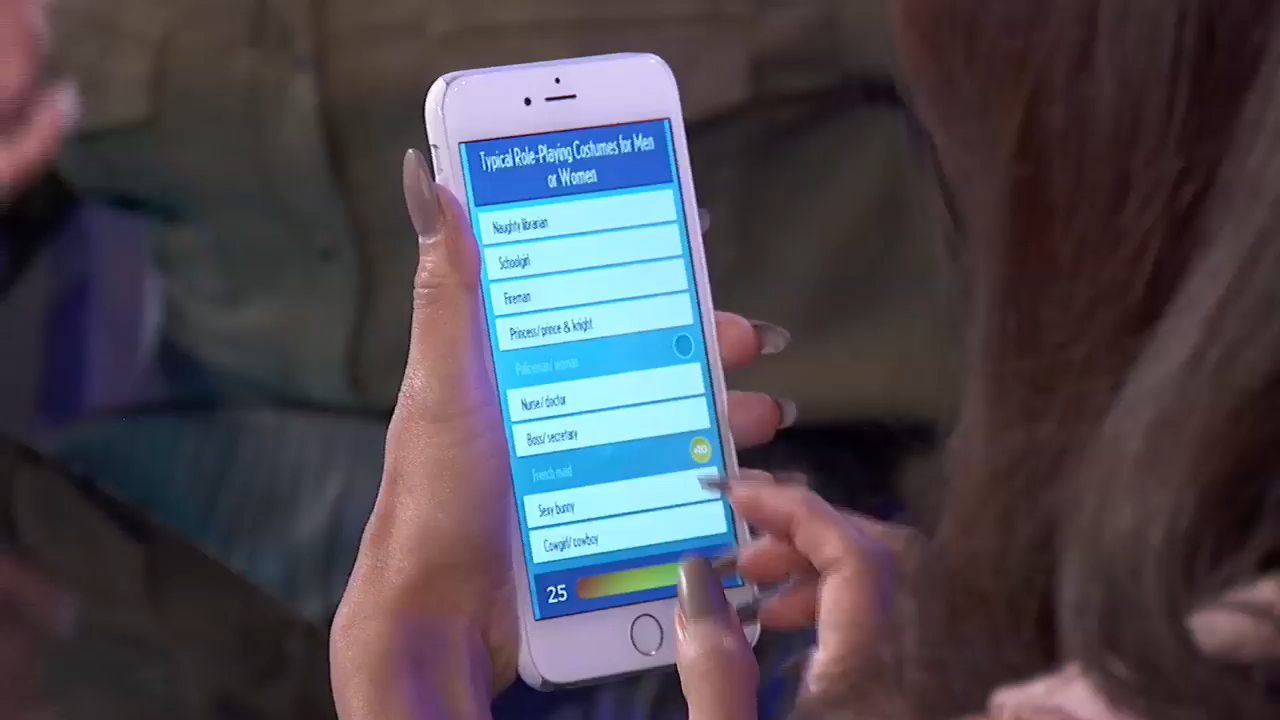 Typical Role-Playing Costumes for Men
or Women
Naughty librarian
Schoolgirl
Fireman
Princess/prince & knight
Policeman/woman
Nurse/doctor
Boss/secretary
French maid
Sexy bunny
Cowgirl/cowboy
25